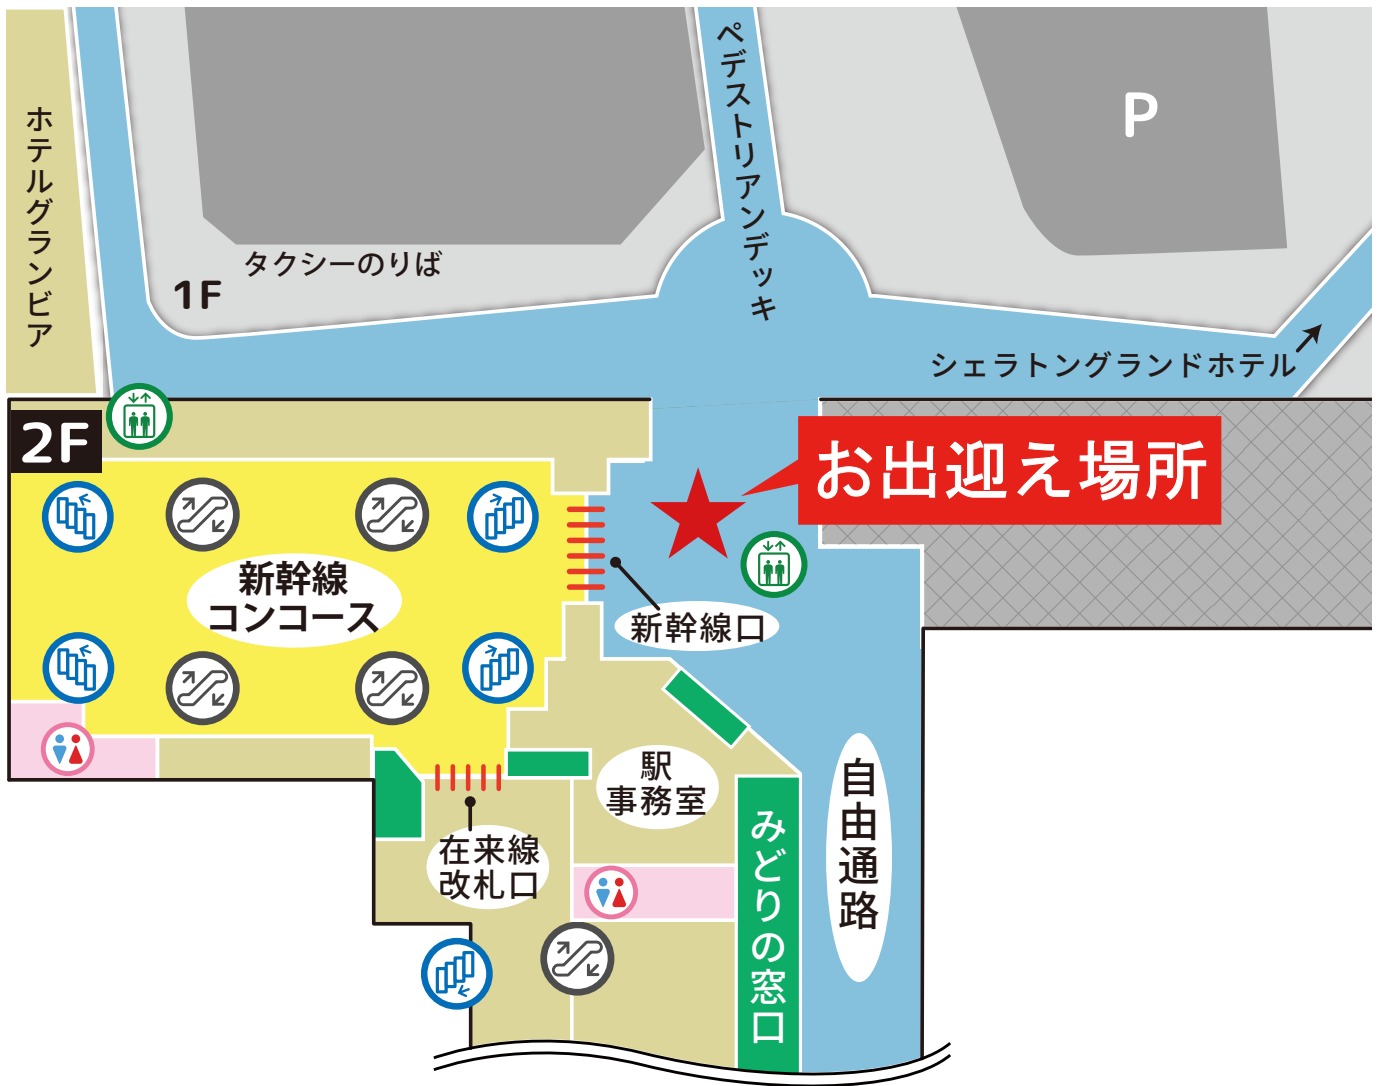 ペデストリアンデッキ
P
ホテルグランビア
タクシーのりば
1F
シェラトングランドホテル
2F
お出迎え場所
新幹線
コンコース
新幹線口
駅
事務室
自由通路
みどりの窓口
在来線
改札口